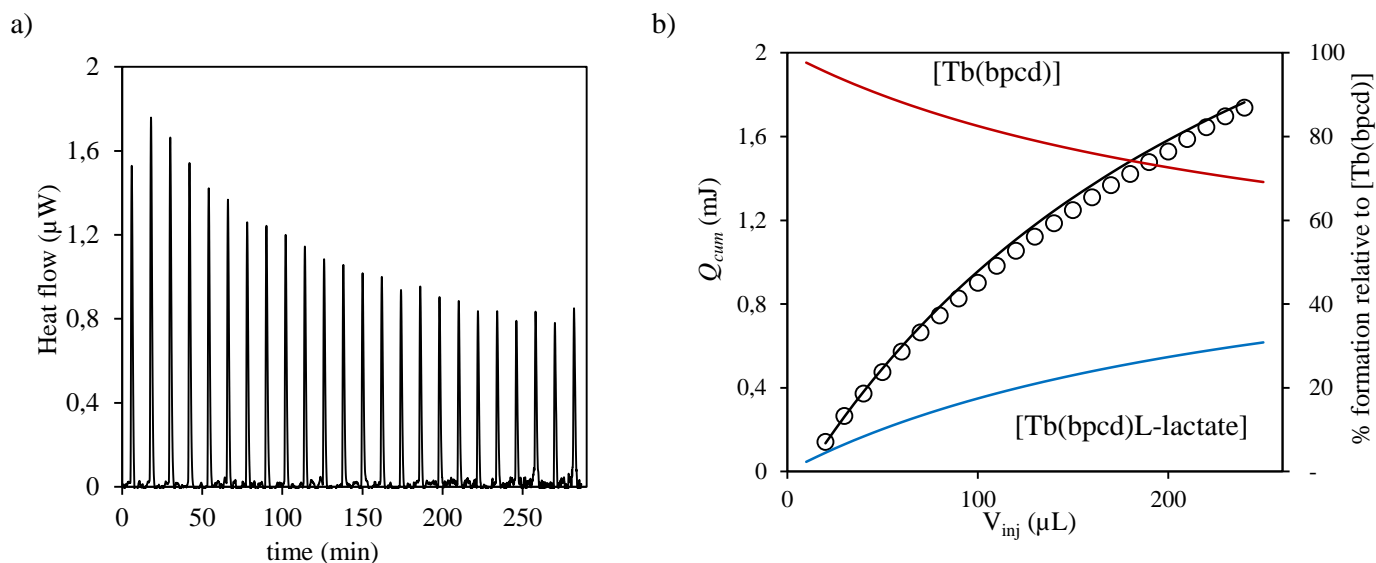 a)
2
1,6
1,2
0,8
0,4
0
Heat flow (µW)
0 50 100 150 200 250
time (min)
b)
2
1,6
1,2
0,8
0,4
0
Q_cum (mJ)
[Tb(bpcd)]
[Tb(bpcd)L-lactate]
0 100 200
V_inj (µL)
100
80
60
40
20
-
% formation relative to [Tb(bpcd)]